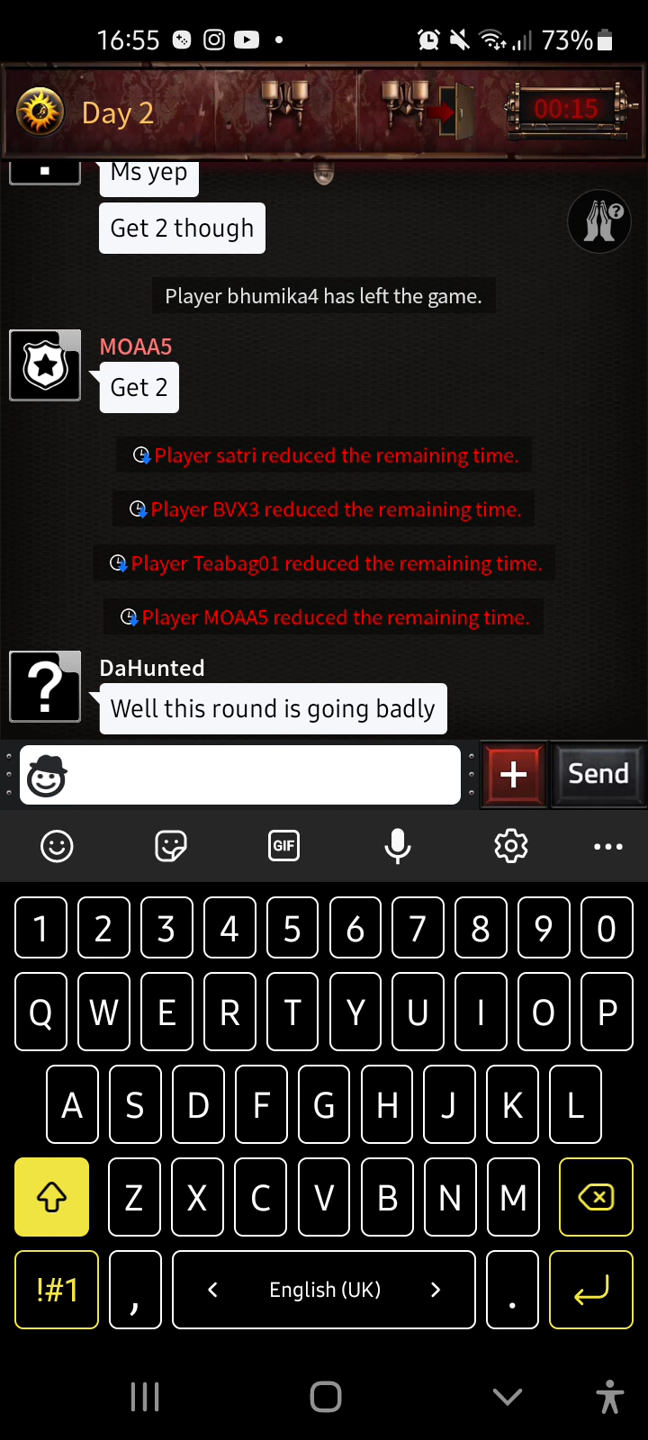 16:55
73%
Day 2
00:15
Ms yep
Get 2 though
Player bhumika4 has left the game.
MOAA5
Get 2
Player satri reduced the remaining time.
Player BVX3 reduced the remaining time.
Player Teabag01 reduced the remaining time.
Player MOAA5 reduced the remaining time.
?
DaHunted
Well this round is going badly
+ Send
GIF
1 2 3 4 5 6 7 8 9 0
Q W E R T Y U I O P
A S D F G H J K L
Z X C V B N M
!#1 , < English (UK) > .